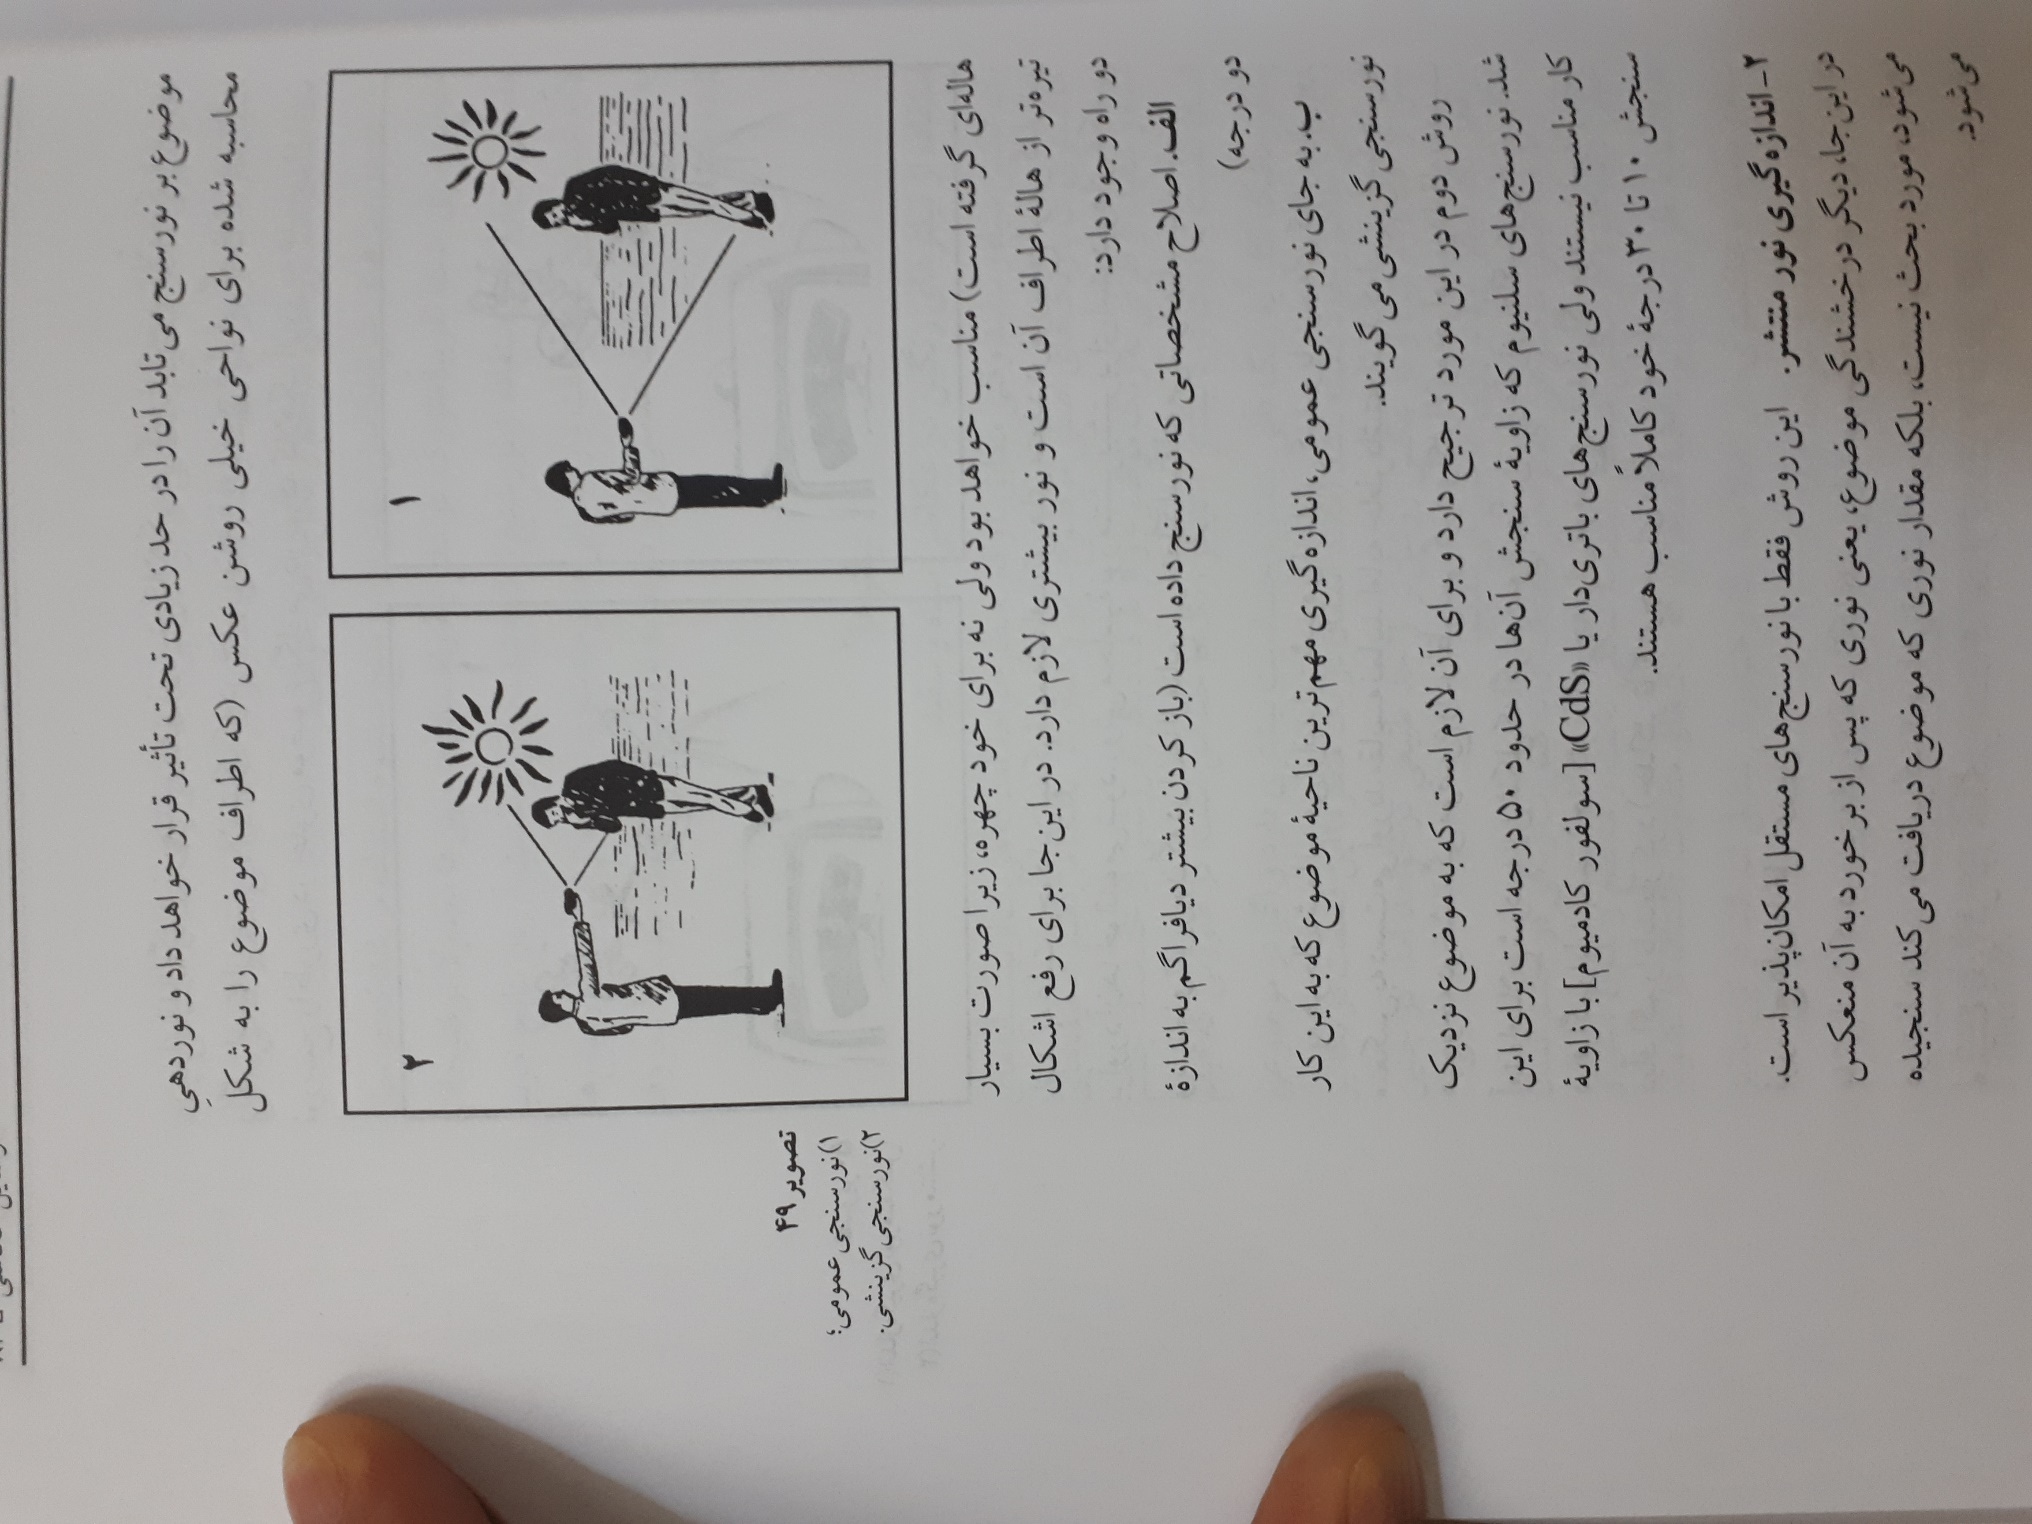 موضوع بر نورسنج می‌تابد آن را در حد زیادی تحت تأثیر قرار خواهد داد و نوردهیِ
محاسبه شده برای نواحی خیلی روشن عکس (که اطراف موضوع را به شکل
۱
۲
تصویر ۴۹
۱) نورسنجی عمومی؛
۲) نورسنجی گزینشی.
هاله‌ای گرفته است) مناسب خواهد بود ولی نه برای خود چهره، زیرا صورت بسیار
تیره‌تر از هالهٔ اطراف آن است و نور بیشتری لازم دارد. در این جا برای رفع اشکال
دو راه وجود دارد:
الف. اصلاح مشخصاتی که نورسنج داده است (باز کردن بیشتر دیافراگم به اندازهٔ
دو درجه)
ب. به جای نورسنجی عمومی، اندازه‌گیری مهم‌ترین ناحیهٔ موضوع که به این کار
نورسنجی گزینشی می‌گویند.
روش دوم در این مورد ترجیح دارد و برای آن لازم است که به موضوع نزدیک
شد. نورسنج‌های سلنیوم که زاویهٔ سنجش آن‌ها در حدود ۵۰ درجه است برای این
کار مناسب نیستند ولی نورسنج‌های باتری‌دار یا «CdS» [سولفور کادمیوم] با زاویهٔ
سنجش ۱۰ تا ۳۰ درجهٔ خود کاملاً مناسب هستند.
۲- اندازه‌گیری نور منتشر. این روش فقط با نورسنج‌های مستقل امکان‌پذیر است.
در این جا، دیگر درخشندگی موضوع، یعنی نوری که پس از برخورد به آن منعکس
می‌شود، مورد بحث نیست، بلکه مقدار نوری که موضوع دریافت می‌کند سنجیده
می‌شود.